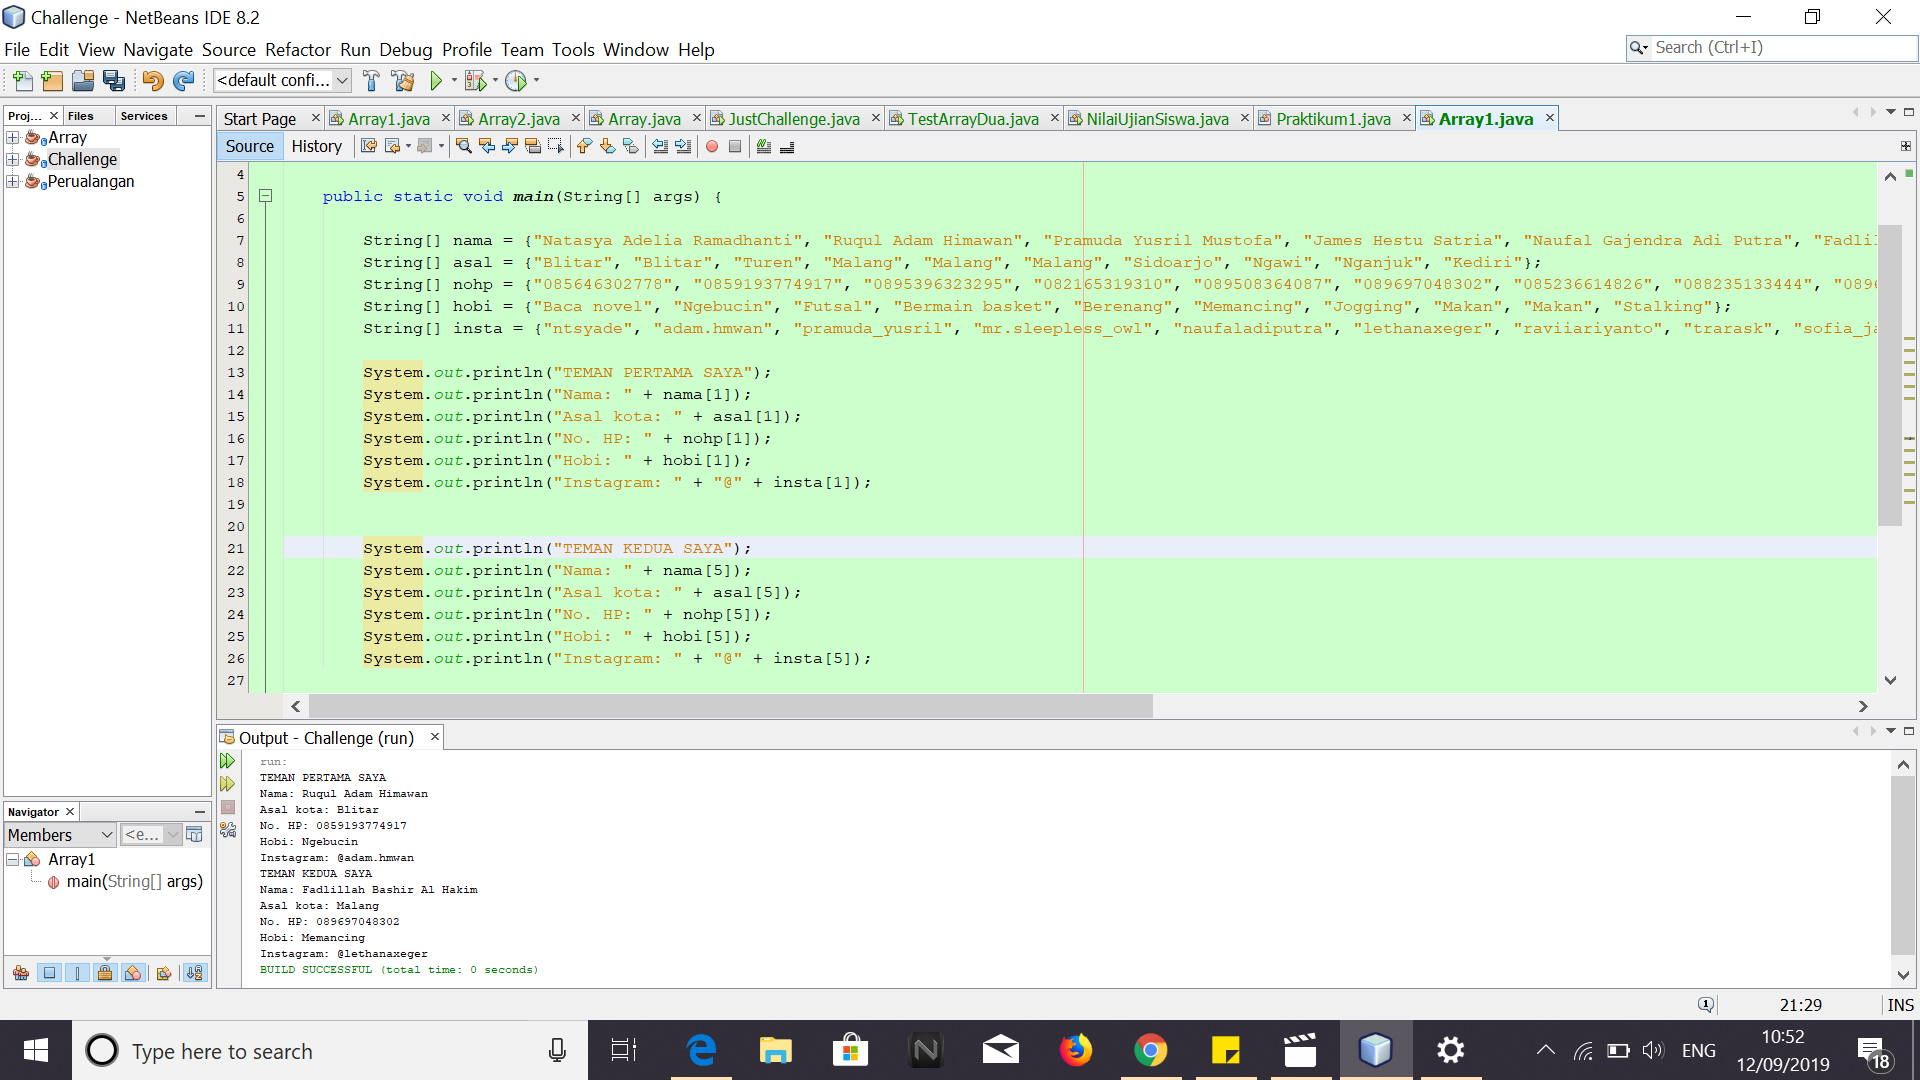 Challenge - NetBeans IDE 8.2
File Edit View Navigate Source Refactor Run Debug Profile Team Tools Window Help
Search (Ctrl+I)
<default confi...
Proj... Files Services
Array
Challenge
Perualangan
Start Page Array1.java Array2.java Array.java JustChallenge.java TestArrayDua.java NilaiUjianSiswa.java Praktikum1.java Array1.java
Source History
4
5 public static void main(String[] args) {
6
7 String[] nama = {"Natasya Adelia Ramadhanti", "Ruqul Adam Himawan", "Pramuda Yusril Mustofa", "James Hestu Satria", "Naufal Gajendra Adi Putra", "Fadlil
8 String[] asal = {"Blitar", "Blitar", "Turen", "Malang", "Malang", "Malang", "Sidoarjo", "Ngawi", "Nganjuk", "Kediri"};
9 String[] nohp = {"085646302778", "0859193774917", "0895396323295", "082165319310", "089508364087", "089697048302", "085236614826", "088235133444", "089
10 String[] hobi = {"Baca novel", "Ngebucin", "Futsal", "Bermain basket", "Berenang", "Memancing", "Jogging", "Makan", "Makan", "Stalking"};
11 String[] insta = {"ntsyade", "adam.hmwan", "pramuda_yusril", "mr.sleepless_owl", "naufaladiputra", "lethanaxeger", "raviiariyanto", "trarask", "sofia_ja
12
13 System.out.println("TEMAN PERTAMA SAYA");
14 System.out.println("Nama: " + nama[1]);
15 System.out.println("Asal kota: " + asal[1]);
16 System.out.println("No. HP: " + nohp[1]);
17 System.out.println("Hobi: " + hobi[1]);
18 System.out.println("Instagram: " + "@" + insta[1]);
19
20
21 System.out.println("TEMAN KEDUA SAYA");
22 System.out.println("Nama: " + nama[5]);
23 System.out.println("Asal kota: " + asal[5]);
24 System.out.println("No. HP: " + nohp[5]);
25 System.out.println("Hobi: " + hobi[5]);
26 System.out.println("Instagram: " + "@" + insta[5]);
27
Output - Challenge (run)
run:
TEMAN PERTAMA SAYA
Nama: Ruqul Adam Himawan
Asal kota: Blitar
No. HP: 0859193774917
Hobi: Ngebucin
Instagram: @adam.hmwan
TEMAN KEDUA SAYA
Nama: Fadlillah Bashir Al Hakim
Asal kota: Malang
No. HP: 089697048302
Hobi: Memancing
Instagram: @lethanaxeger
BUILD SUCCESSFUL (total time: 0 seconds)
Navigator
Members <e...
Array1
main(String[] args)
21:29 INS
Type here to search
ENG
10:52
12/09/2019
18